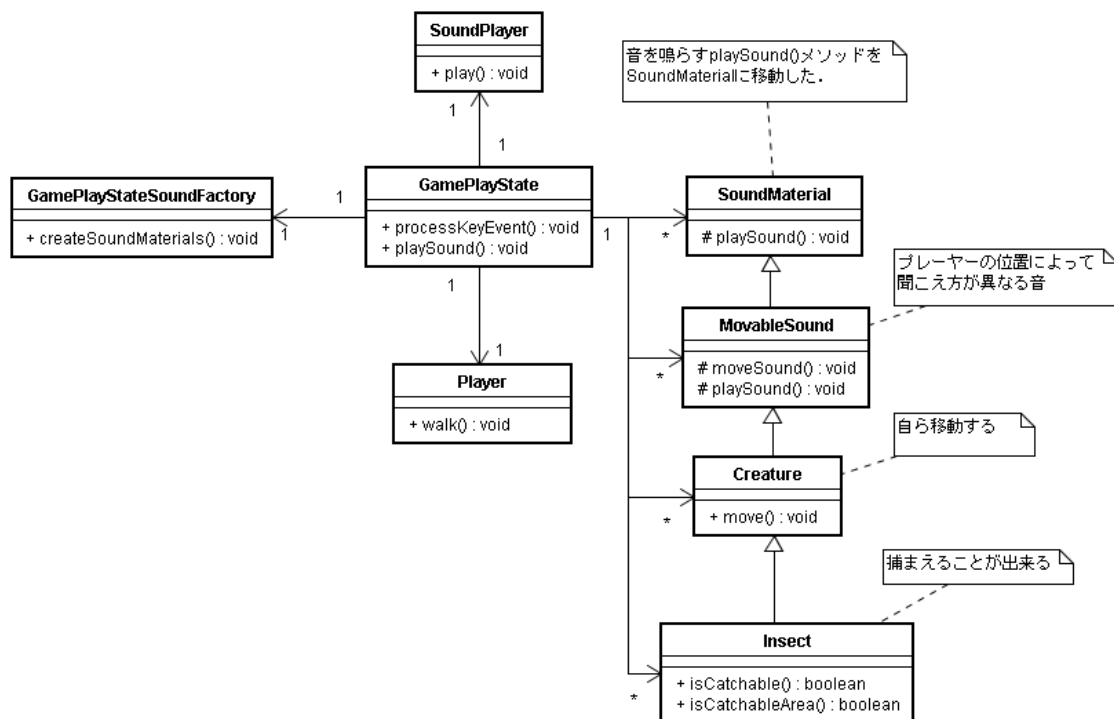 SoundPlayer
+ play() : void
音を鳴らすplaySound()メソッドを
SoundMaterialに移動した．
1
1
GamePlayStateSoundFactory
+ createSoundMaterials() : void
1
1
GamePlayState
+ processKeyEvent() : void
+ playSound() : void
1
*
SoundMaterial
# playSound() : void
プレーヤーの位置によって
聞こえ方が異なる音
1
1
MovableSound
# moveSound() : void
# playSound() : void
*
Player
+ walk() : void
自ら移動する
Creature
+ move() : void
*
捕まえることが出来る
Insect
+ isCatchable() : boolean
+ isCatchableArea() : boolean
*